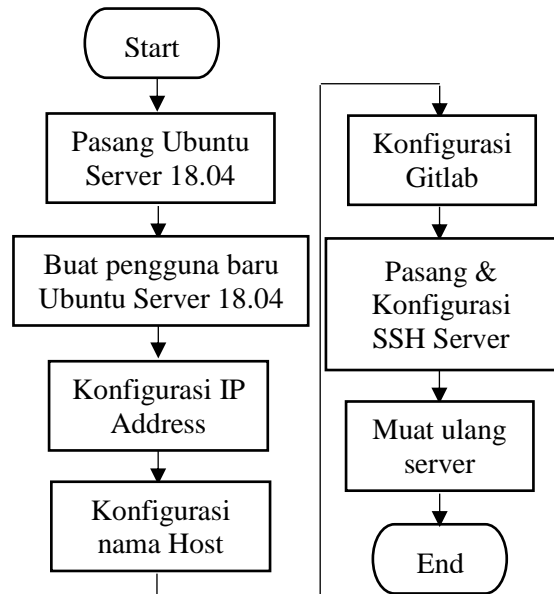 Start
Pasang Ubuntu
Server 18.04
Buat pengguna baru
Ubuntu Server 18.04
Konfigurasi IP
Address
Konfigurasi
nama Host
Konfigurasi
Gitlab
Pasang &
Konfigurasi
SSH Server
Muat ulang
server
End